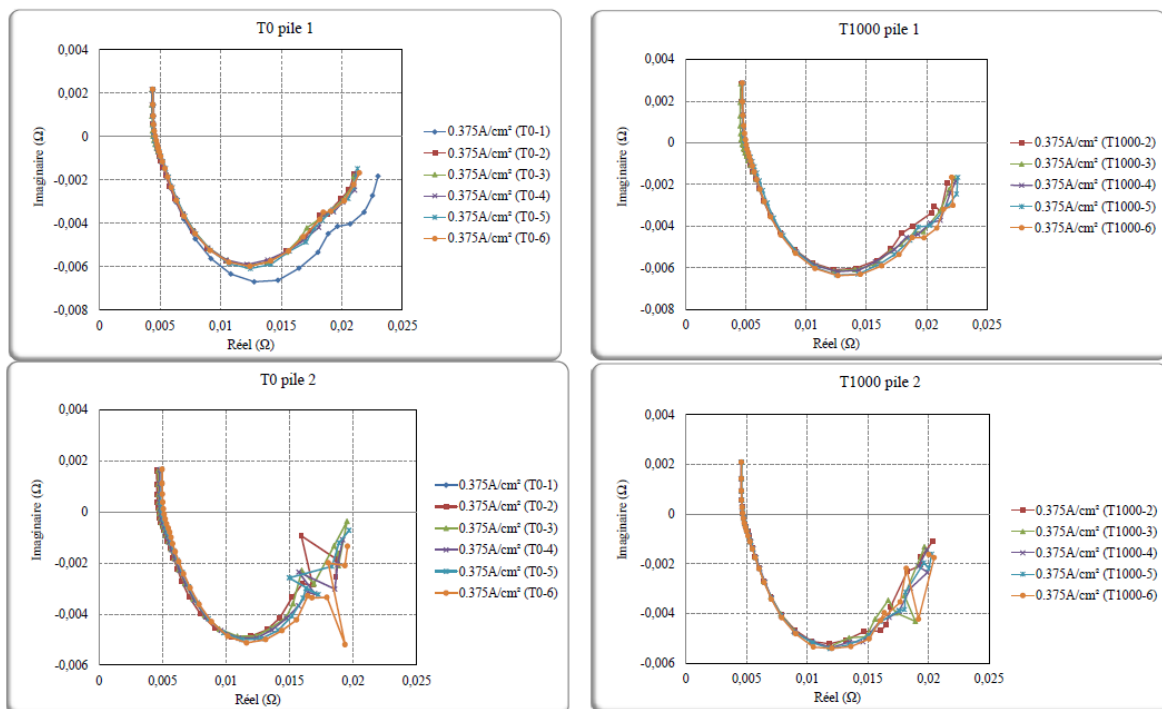 T0 pile 1
0,004
0,002
0
-0,002
-0,004
-0,006
-0,008
0
0,005
0,01
0,015
0,02
0,025
Imaginaire (Ω)
Réel (Ω)
0.375A/cm² (T0-1)
0.375A/cm² (T0-2)
0.375A/cm² (T0-3)
0.375A/cm² (T0-4)
0.375A/cm² (T0-5)
0.375A/cm² (T0-6)
T1000 pile 1
0,004
0,002
0
-0,002
-0,004
-0,006
-0,008
0
0,005
0,01
0,015
0,02
0,025
Imaginaire (Ω)
Réel (Ω)
0.375A/cm² (T1000-2)
0.375A/cm² (T1000-3)
0.375A/cm² (T1000-4)
0.375A/cm² (T1000-5)
0.375A/cm² (T1000-6)
T0 pile 2
0,004
0,002
0
-0,002
-0,004
-0,006
0
0,005
0,01
0,015
0,02
0,025
Imaginaire (Ω)
Réel (Ω)
0.375A/cm² (T0-1)
0.375A/cm² (T0-2)
0.375A/cm² (T0-3)
0.375A/cm² (T0-4)
0.375A/cm² (T0-5)
0.375A/cm² (T0-6)
T1000 pile 2
0,004
0,002
0
-0,002
-0,004
-0,006
0
0,005
0,01
0,015
0,02
0,025
Imaginaire (Ω)
Réel (Ω)
0.375A/cm² (T1000-2)
0.375A/cm² (T1000-3)
0.375A/cm² (T1000-4)
0.375A/cm² (T1000-5)
0.375A/cm² (T1000-6)